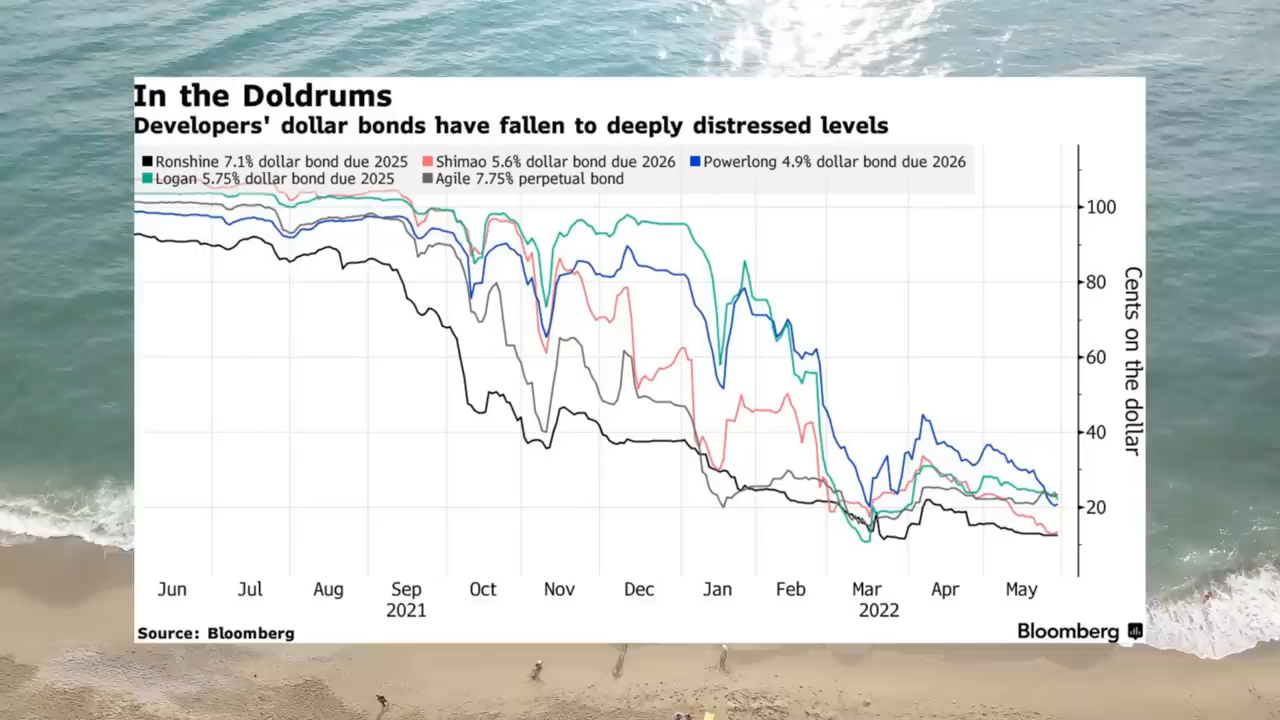 In the Doldrums
Developers' dollar bonds have fallen to deeply distressed levels
Ronshine 7.1% dollar bond due 2025 Shimao 5.6% dollar bond due 2026 Powerlong 4.9% dollar bond due 2026
Logan 5.75% dollar bond due 2025 Agile 7.75% perpetual bond
100
80
60
40
20
Cents on the dollar
Jun Jul Aug Sep Oct Nov Dec Jan Feb Mar Apr May
2021 2022
Source: Bloomberg
Bloomberg